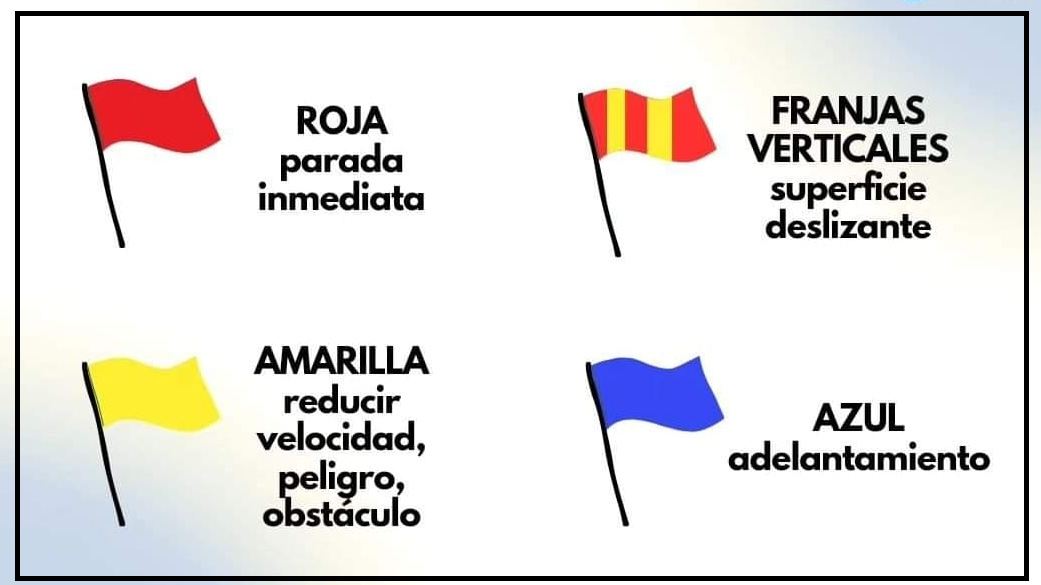 ROJA
parada
inmediata
FRANJAS
VERTICALES
superficie
deslizante
AMARILLA
reducir
velocidad,
peligro,
obstáculo
AZUL
adelantamiento